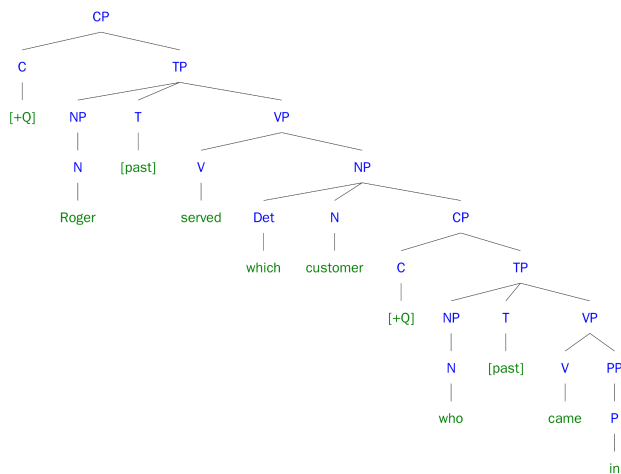 CP
C TP
[+Q] NP T VP
N [past] V NP
Roger served Det N CP
which customer C TP
[+Q] NP T VP
N [past] V PP
who came P
in